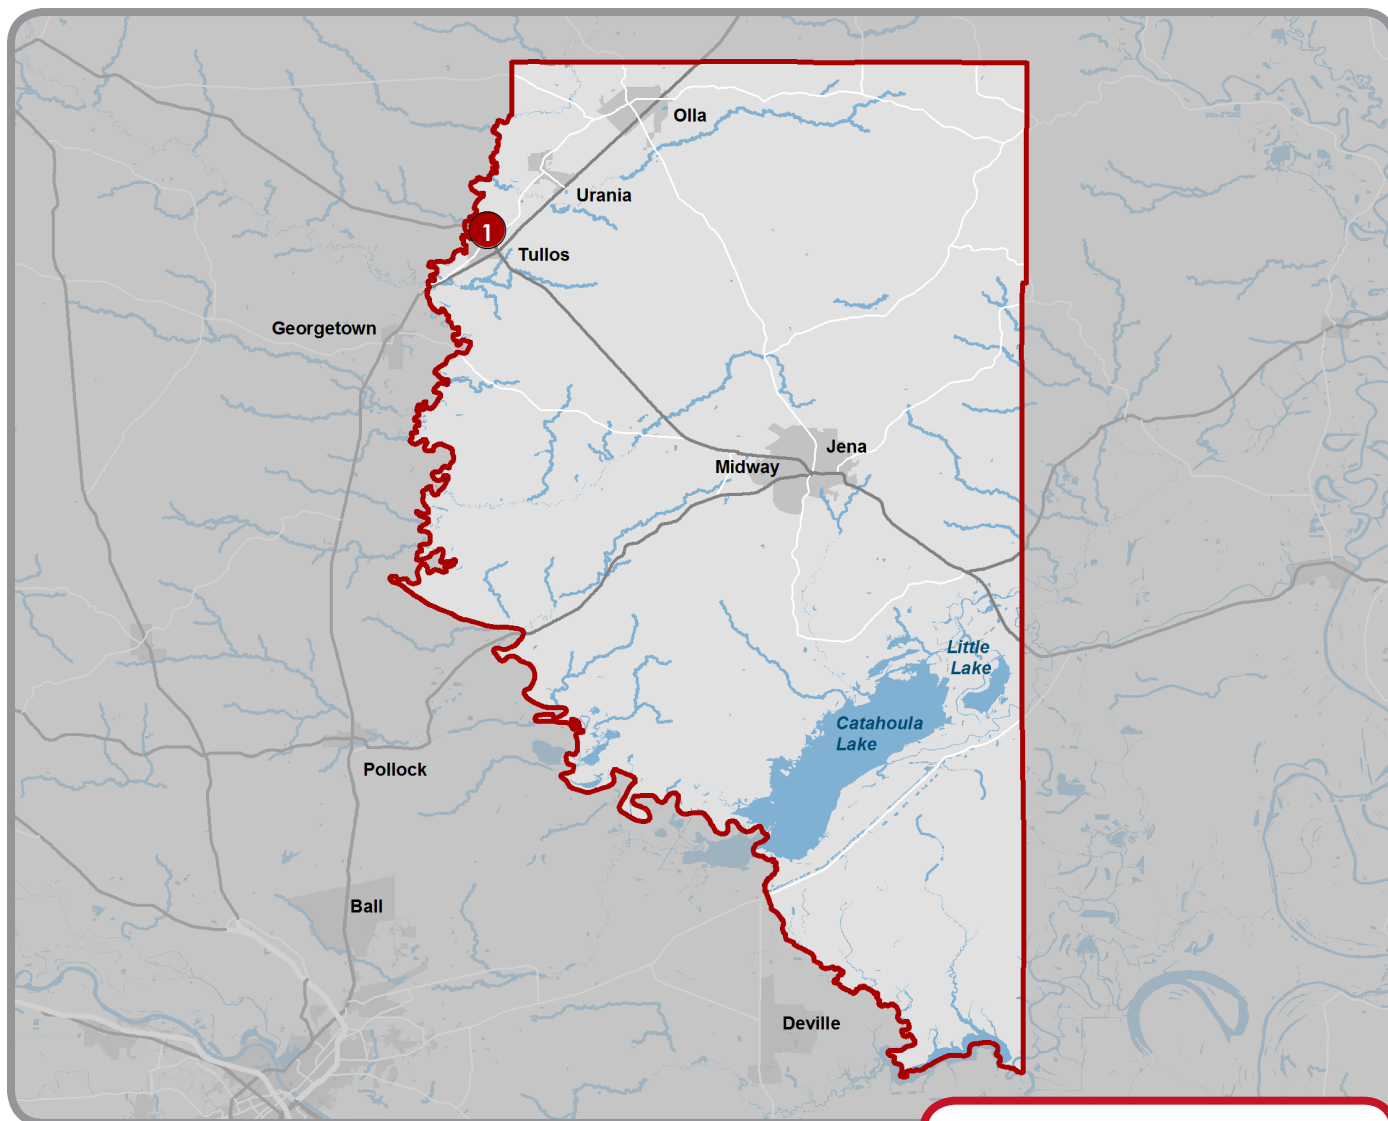 Olla
Urania
1
Tullos
Georgetown
Jena
Midway
Little
Lake
Catahoula
Lake
Pollock
Ball
Deville